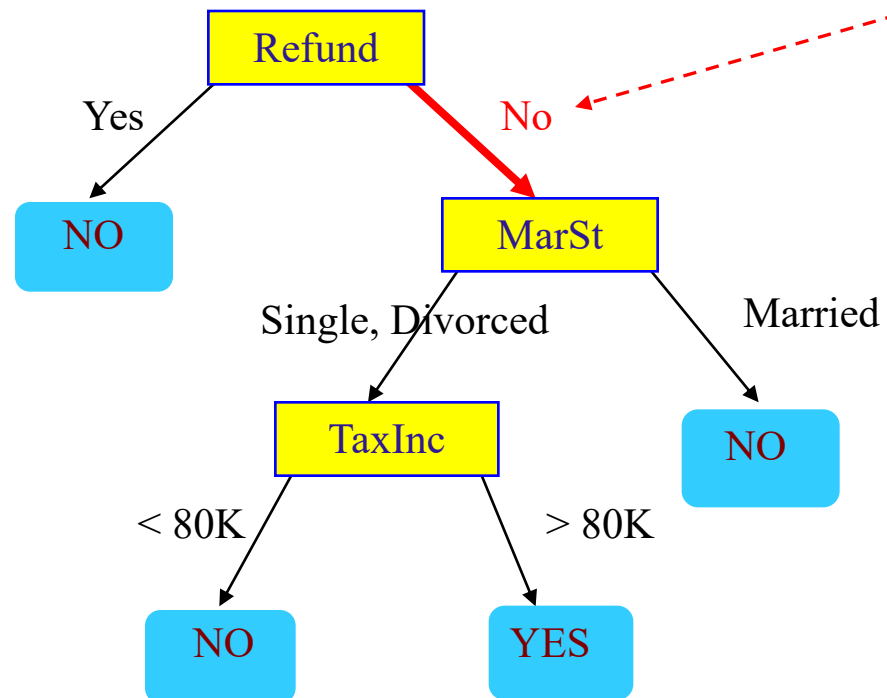 Refund
Yes
No
NO
MarSt
Single, Divorced
Married
TaxInc
NO
< 80K
> 80K
NO
YES